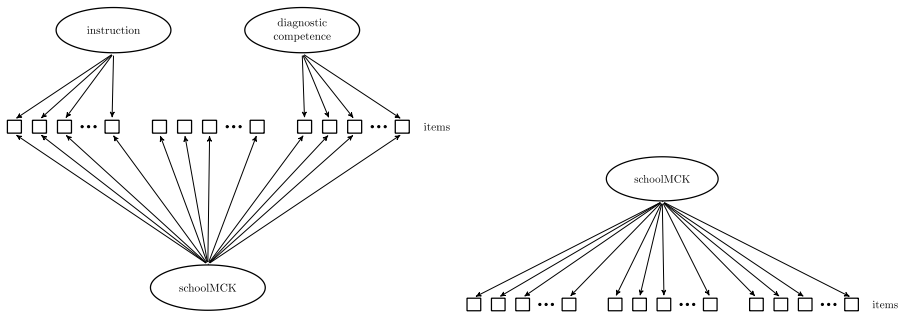 instruction
diagnostic
competence
items
schoolMCK
schoolMCK
items